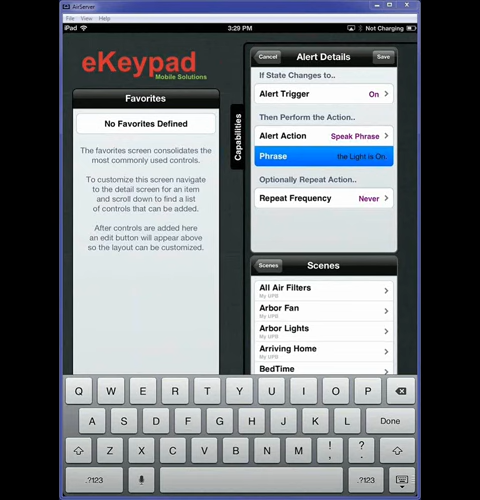 AirServer
File View Help
iPad 3:29 PM Not Charging
eKeypad
Mobile Solutions
Favorites
No Favorites Defined
The favorites screen consolidates the
most commonly used controls.
To customize this screen navigate
to the detail screen for an item
and scroll down to find a list
of controls that can be added.
After controls are added here
an edit button will appear above
so the layout can be customized.
Capabilities
Cancel Alert Details Save
If State Changes to..
Alert Trigger On
Then Perform the Action..
Alert Action Speak Phrase
Phrase the Light is On.
Optionally Repeat Action..
Repeat Frequency Never
Scenes Scenes
All Air Filters
My UPB
Arbor Fan
My UPB
Arbor Lights
My UPB
Arriving Home
My UPB
BedTime
Q W E R T Y U I O P
A S D F G H J K L Done
Z X C V B N M ! , ? .
.?123 .?123